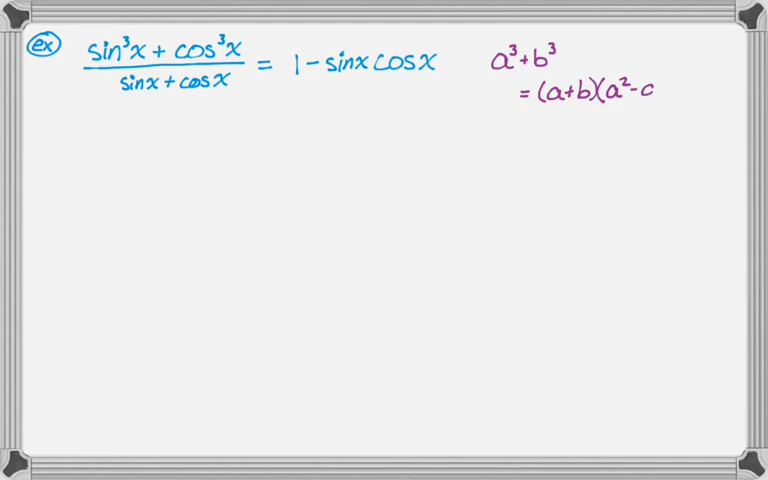 ex sin³x + cos³x / sinx + cosx = 1 - sinx cosx
a³+b³
= (a+b)(a²-c